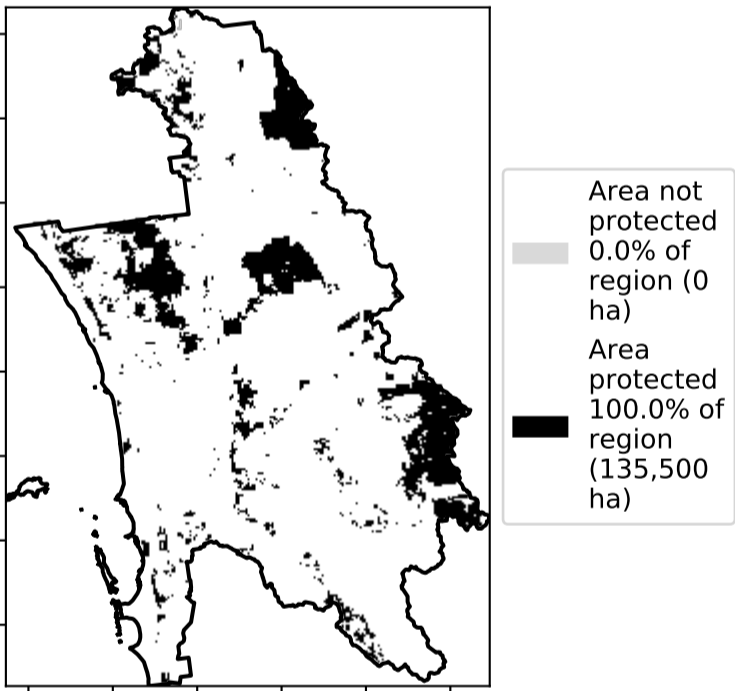 Area not
protected
0.0% of
region (0
ha)
Area
protected
100.0% of
region
(135,500
ha)